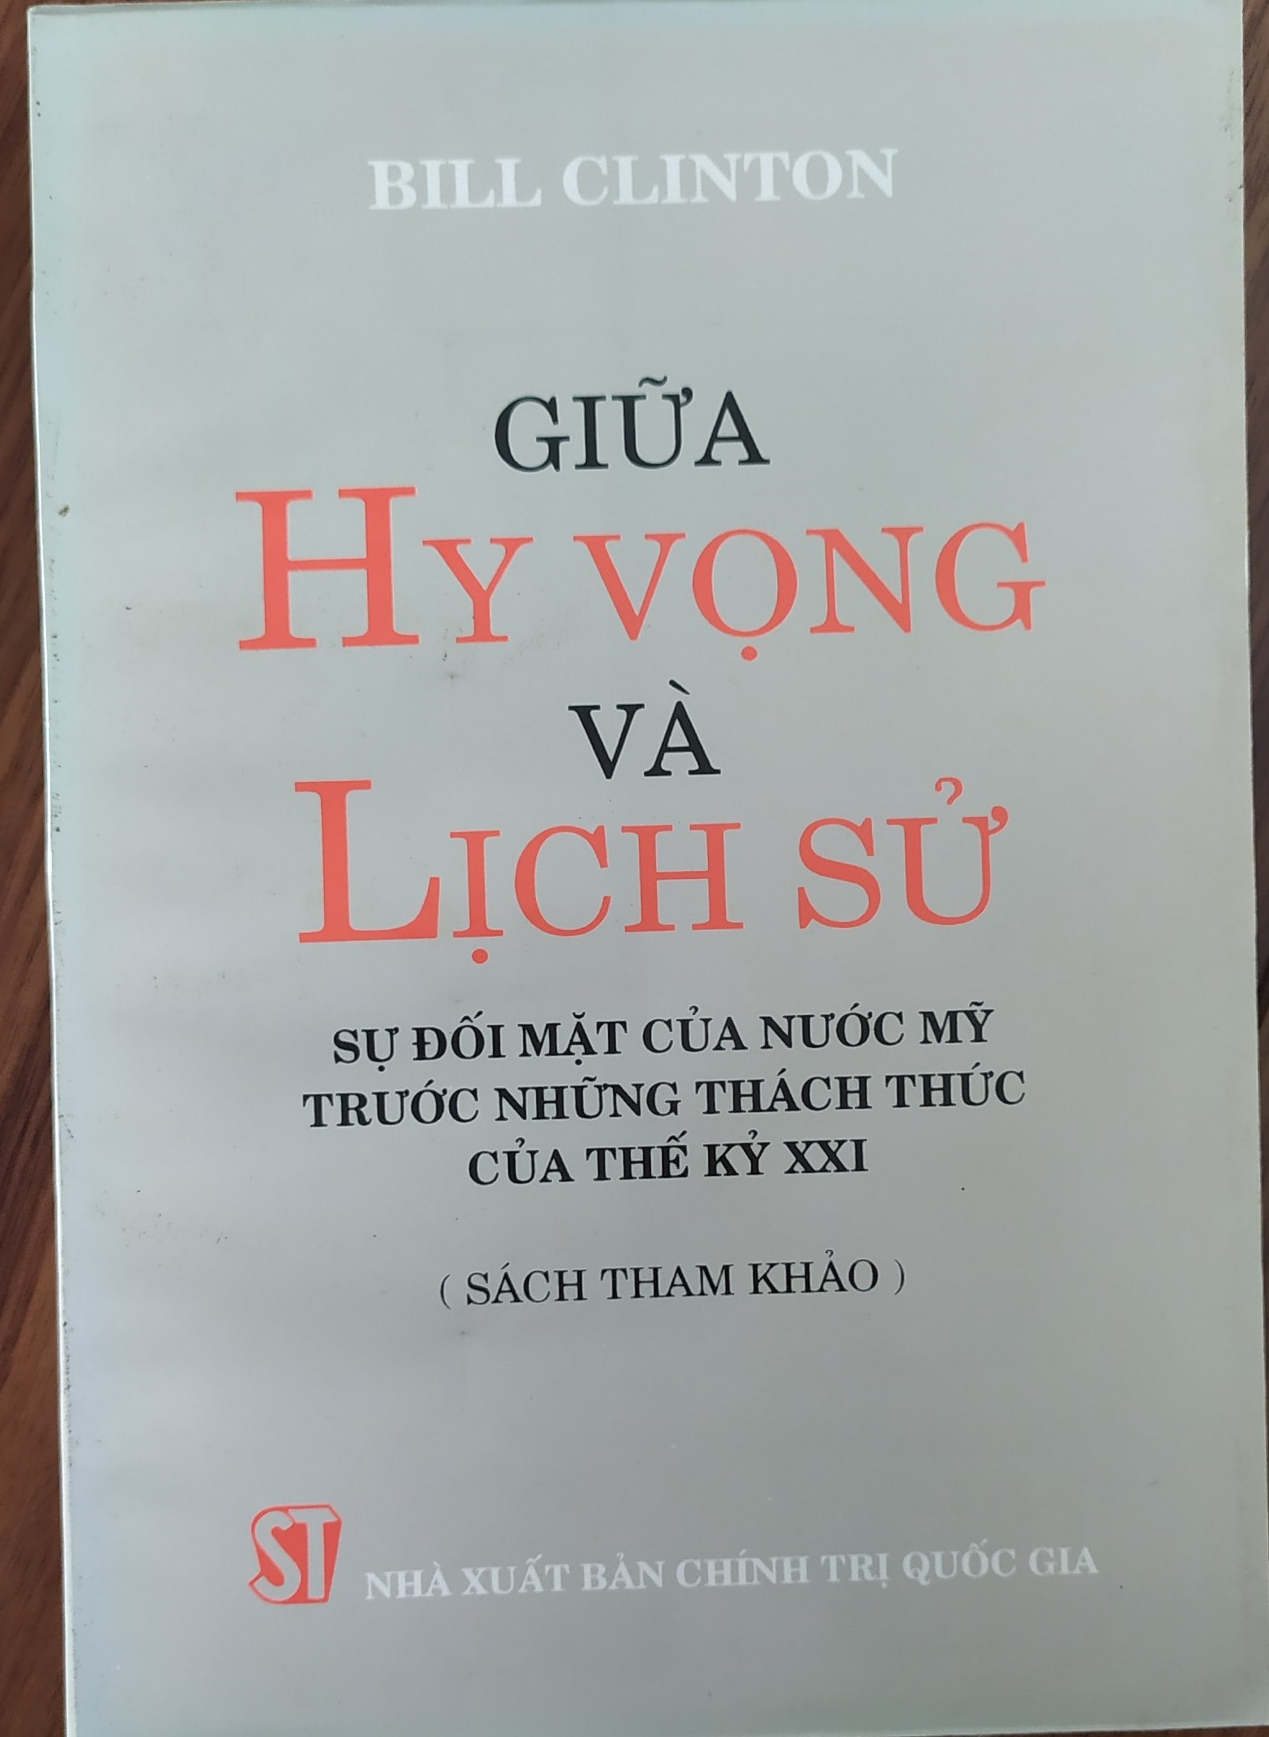 BILL CLINTON
GIỮA
HY VỌNG
VÀ
LỊCH SỬ
SỰ ĐỐI MẶT CỦA NƯỚC MỸ
TRƯỚC NHỮNG THÁCH THỨC
CỦA THẾ KỶ XXI
( SÁCH THAM KHẢO )
ST NHÀ XUẤT BẢN CHÍNH TRỊ QUỐC GIA